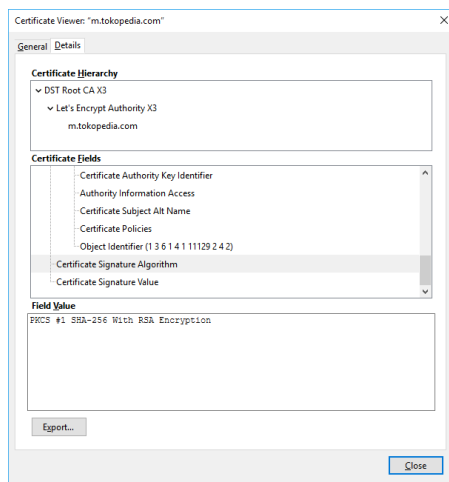 Certificate Viewer: "m.tokopedia.com"
General Details
Certificate Hierarchy
DST Root CA X3
Let's Encrypt Authority X3
m.tokopedia.com
Certificate Fields
Certificate Authority Key Identifier
Authority Information Access
Certificate Subject Alt Name
Certificate Policies
Object Identifier (1 3 6 1 4 1 11129 2 4 2)
Certificate Signature Algorithm
Certificate Signature Value
Field Value
PKCS #1 SHA-256 With RSA Encryption
Export...
Close